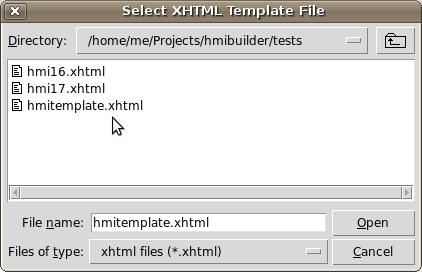 Select XHTML Template File
Directory: /home/me/Projects/hmibuilder/tests
hmi16.xhtml
hmi17.xhtml
hmitemplate.xhtml
File name: hmitemplate.xhtml Open
Files of type: xhtml files (*.xhtml) Cancel